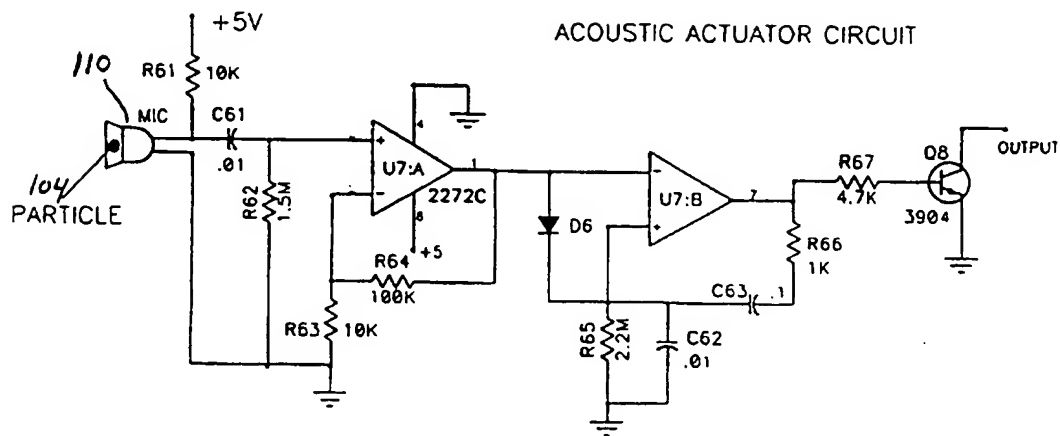 ACOUSTIC ACTUATOR CIRCUIT
+5V
110
R61
10K
MIC
C61
.01
104
PARTICLE
R62
1.5M
+
-
U7:A
4
1
2272C
8
+5
R64
100K
R63
10K
D6
-
U7:B
+
7
R67
4.7K
Q8
3904
OUTPUT
R66
1K
C63
.1
R65
2.2M
C62
.01